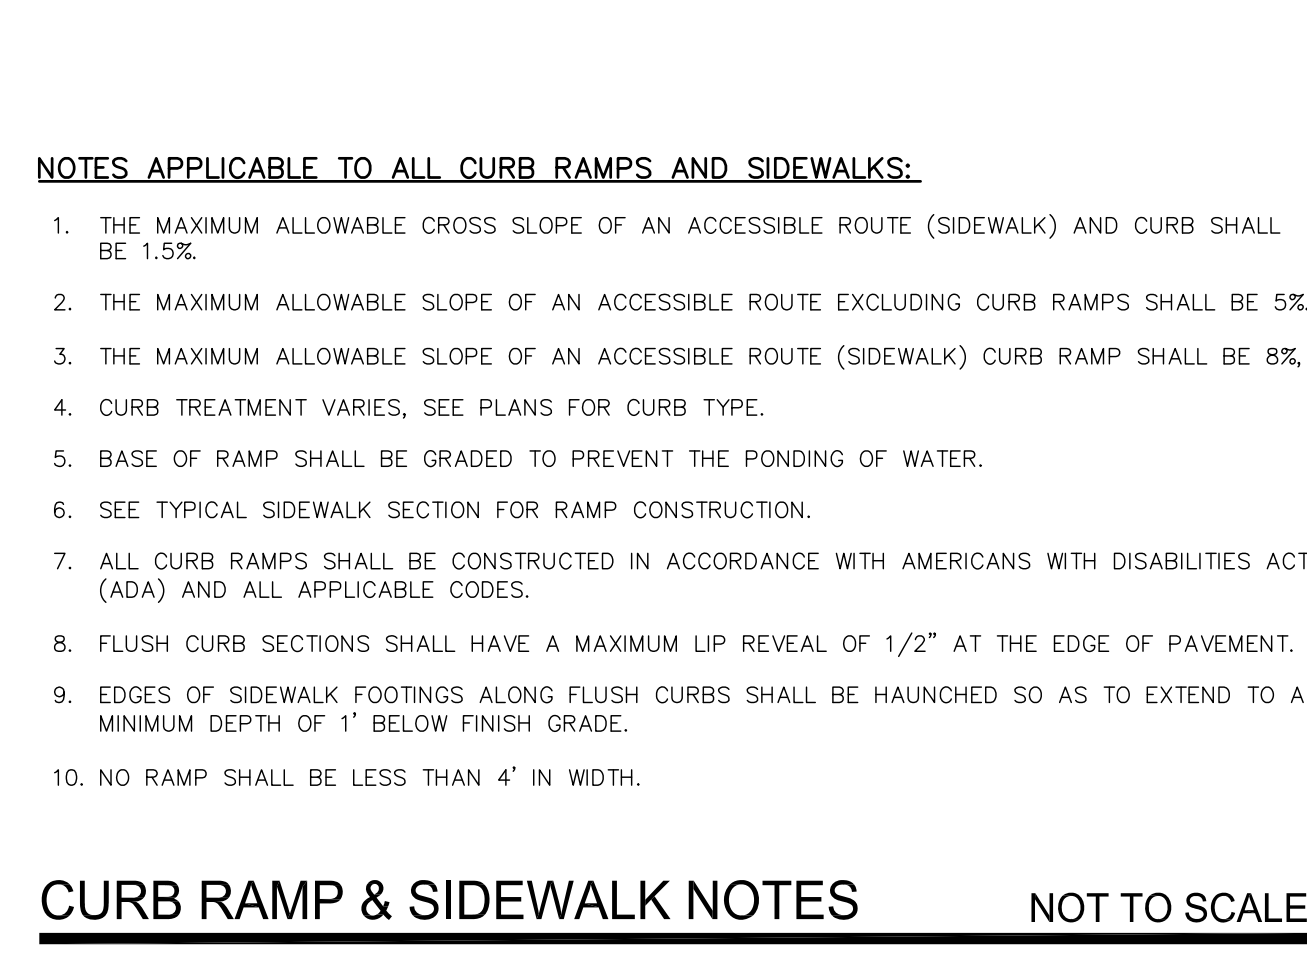 NOTES APPLICABLE TO ALL CURB RAMPS AND SIDEWALKS:
1. THE MAXIMUM ALLOWABLE CROSS SLOPE OF AN ACCESSIBLE ROUTE (SIDEWALK) AND CURB SHALL
BE 1.5%.
2. THE MAXIMUM ALLOWABLE SLOPE OF AN ACCESSIBLE ROUTE EXCLUDING CURB RAMPS SHALL BE 5%.
3. THE MAXIMUM ALLOWABLE SLOPE OF AN ACCESSIBLE ROUTE (SIDEWALK) CURB RAMP SHALL BE 8%,
4. CURB TREATMENT VARIES, SEE PLANS FOR CURB TYPE.
5. BASE OF RAMP SHALL BE GRADED TO PREVENT THE PONDING OF WATER.
6. SEE TYPICAL SIDEWALK SECTION FOR RAMP CONSTRUCTION.
7. ALL CURB RAMPS SHALL BE CONSTRUCTED IN ACCORDANCE WITH AMERICANS WITH DISABILITIES ACT
(ADA) AND ALL APPLICABLE CODES.
8. FLUSH CURB SECTIONS SHALL HAVE A MAXIMUM LIP REVEAL OF 1/2” AT THE EDGE OF PAVEMENT.
9. EDGES OF SIDEWALK FOOTINGS ALONG FLUSH CURBS SHALL BE HAUNCHED SO AS TO EXTEND TO A
MINIMUM DEPTH OF 1’ BELOW FINISH GRADE.
10. NO RAMP SHALL BE LESS THAN 4’ IN WIDTH.
CURB RAMP & SIDEWALK NOTES
NOT TO SCALE